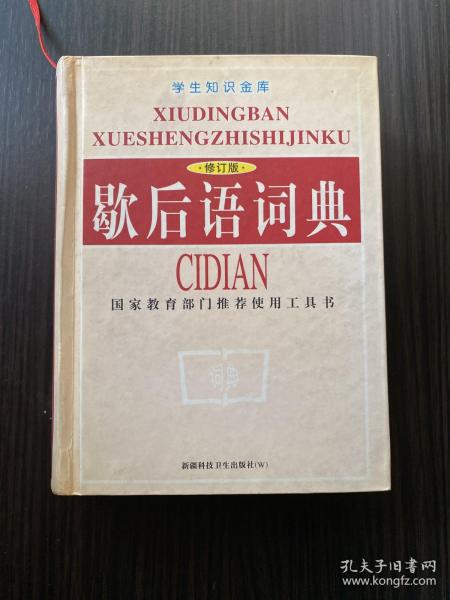 学生知识金库
XIUDINGBAN
XUESHENGZHISHIJINKU
·修订版·
歇后语词典
CIDIAN
国家教育部门推荐使用工具书
词典
新疆科技卫生出版社(W)
孔夫子旧书网
www.kongfz.com